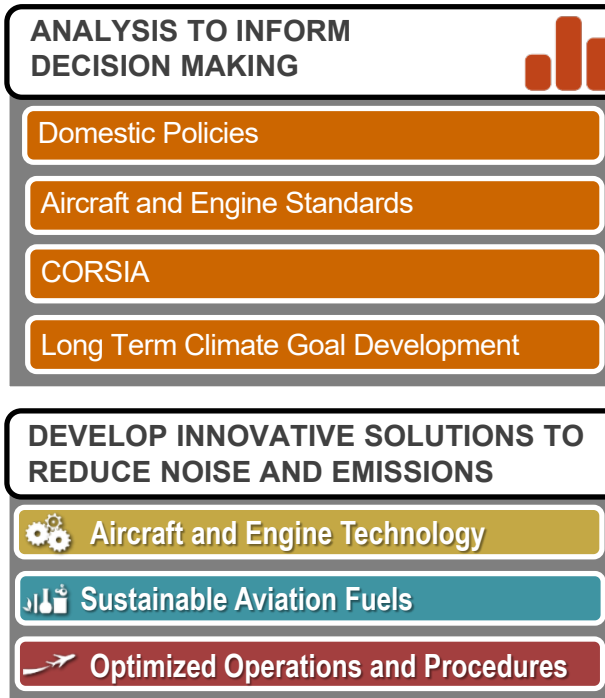 ANALYSIS TO INFORM
DECISION MAKING
Domestic Policies
Aircraft and Engine Standards
CORSIA
Long Term Climate Goal Development
DEVELOP INNOVATIVE SOLUTIONS TO
REDUCE NOISE AND EMISSIONS
Aircraft and Engine Technology
Sustainable Aviation Fuels
Optimized Operations and Procedures